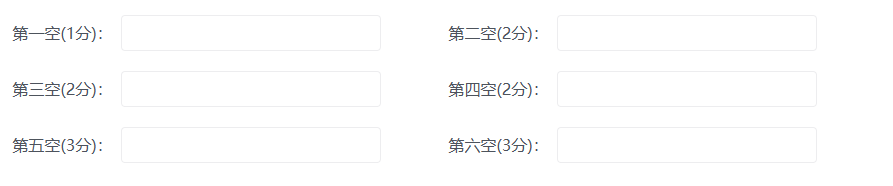 第一空(1分)： 第二空(2分)：
第三空(2分)： 第四空(2分)：
第五空(3分)： 第六空(3分)：